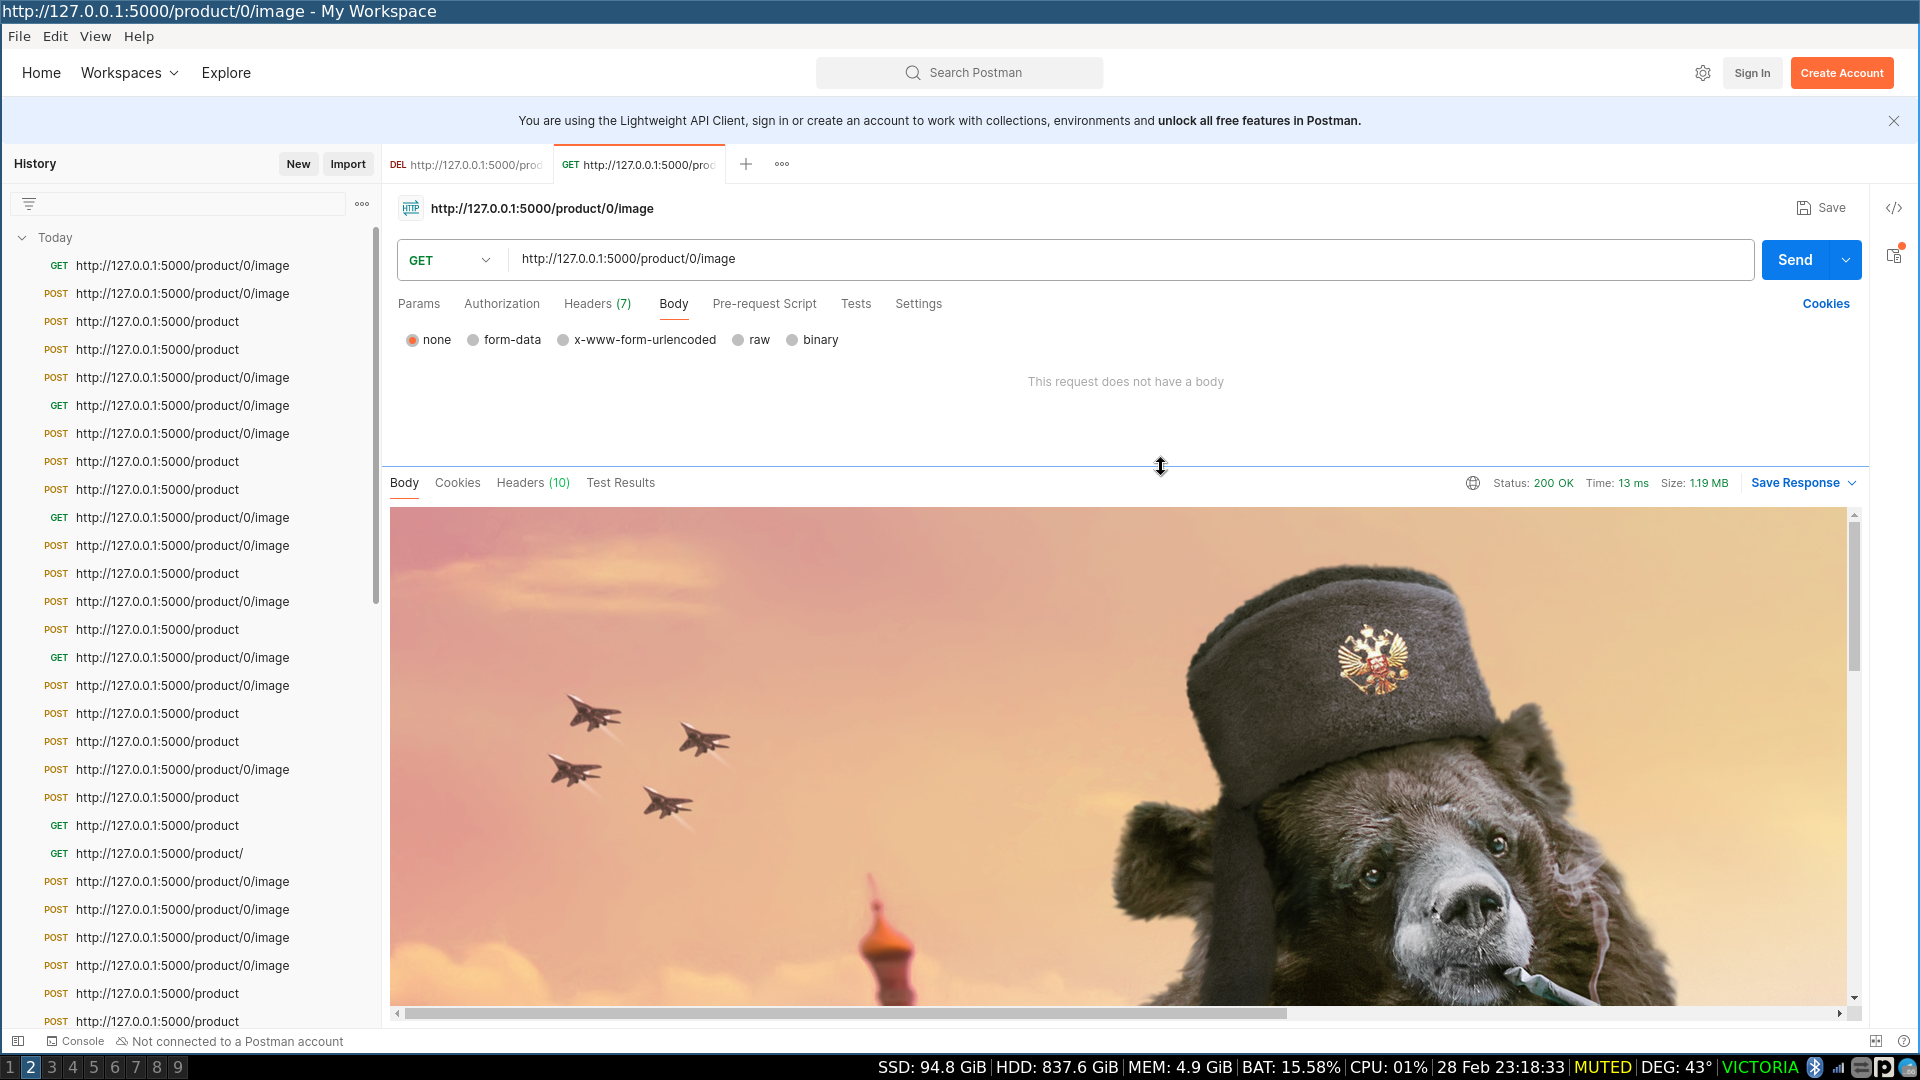 http://127.0.0.1:5000/product/0/image - My Workspace
File Edit View Help
Home Workspaces Explore Search Postman Sign In Create Account
You are using the Lightweight API Client, sign in or create an account to work with collections, environments and unlock all free features in Postman.
History New Import DEL http://127.0.0.1:5000/prod GET http://127.0.0.1:5000/prod
HTTP http://127.0.0.1:5000/product/0/image Save
Today
GET http://127.0.0.1:5000/product/0/image Send
Params Authorization Headers (7) Body Pre-request Script Tests Settings Cookies
none form-data x-www-form-urlencoded raw binary
This request does not have a body
Body Cookies Headers (10) Test Results Status: 200 OK Time: 13 ms Size: 1.19 MB Save Response
GET http://127.0.0.1:5000/product/0/image
POST http://127.0.0.1:5000/product/0/image
POST http://127.0.0.1:5000/product
POST http://127.0.0.1:5000/product
POST http://127.0.0.1:5000/product/0/image
GET http://127.0.0.1:5000/product/0/image
POST http://127.0.0.1:5000/product/0/image
POST http://127.0.0.1:5000/product
POST http://127.0.0.1:5000/product
GET http://127.0.0.1:5000/product/0/image
POST http://127.0.0.1:5000/product/0/image
POST http://127.0.0.1:5000/product
POST http://127.0.0.1:5000/product/0/image
POST http://127.0.0.1:5000/product
GET http://127.0.0.1:5000/product/0/image
POST http://127.0.0.1:5000/product/0/image
POST http://127.0.0.1:5000/product
POST http://127.0.0.1:5000/product
POST http://127.0.0.1:5000/product/0/image
POST http://127.0.0.1:5000/product
GET http://127.0.0.1:5000/product
GET http://127.0.0.1:5000/product/
POST http://127.0.0.1:5000/product/0/image
POST http://127.0.0.1:5000/product/0/image
POST http://127.0.0.1:5000/product/0/image
POST http://127.0.0.1:5000/product/0/image
POST http://127.0.0.1:5000/product
POST http://127.0.0.1:5000/product
Console Not connected to a Postman account
1 2 3 4 5 6 7 8 9 SSD: 94.8 GiB HDD: 837.6 GiB MEM: 4.9 GiB BAT: 15.58% CPU: 01% 28 Feb 23:18:33 MUTED DEG: 43° VICTORIA